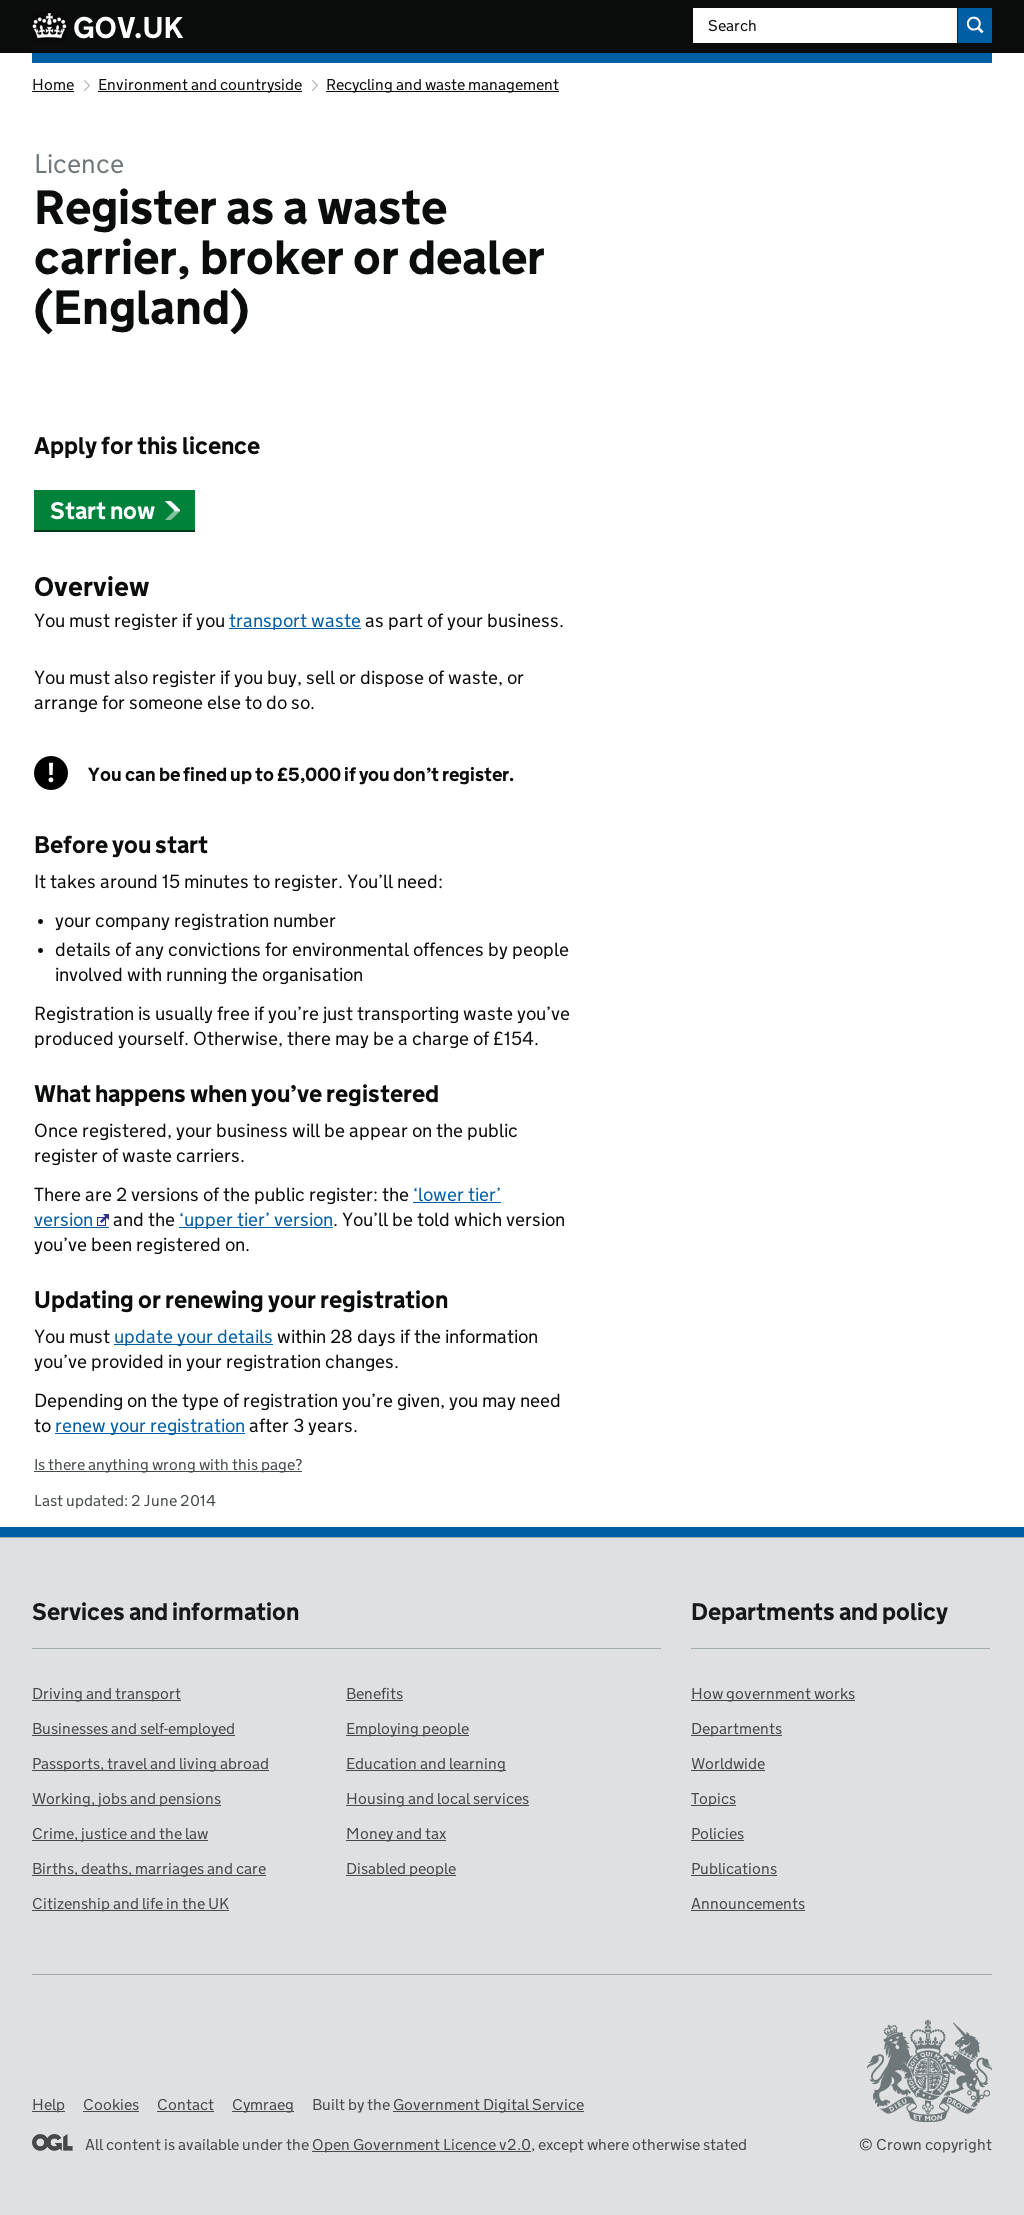 GOV.UK
Search
Home
Environment and countryside
Recycling and waste management
Licence
Register as a waste
carrier, broker or dealer
(England)
Apply for this licence
Start now
Overview
You must register if you transport waste as part of your business.
You must also register if you buy, sell or dispose of waste, or
arrange for someone else to do so.
! You can be fined up to £5,000 if you don’t register.
Before you start
It takes around 15 minutes to register. You’ll need:
• your company registration number
• details of any convictions for environmental offences by people
involved with running the organisation
Registration is usually free if you’re just transporting waste you’ve
produced yourself. Otherwise, there may be a charge of £154.
What happens when you’ve registered
Once registered, your business will be appear on the public
register of waste carriers.
There are 2 versions of the public register: the ‘lower tier’
version and the ‘upper tier’ version. You’ll be told which version
you’ve been registered on.
Updating or renewing your registration
You must update your details within 28 days if the information
you’ve provided in your registration changes.
Depending on the type of registration you’re given, you may need
to renew your registration after 3 years.
Is there anything wrong with this page?
Last updated: 2 June 2014
Services and information
Driving and transport
Businesses and self-employed
Passports, travel and living abroad
Working, jobs and pensions
Crime, justice and the law
Births, deaths, marriages and care
Citizenship and life in the UK
Benefits
Employing people
Education and learning
Housing and local services
Money and tax
Disabled people
Departments and policy
How government works
Departments
Worldwide
Topics
Policies
Publications
Announcements
Help
Cookies
Contact
Cymraeg
Built by the Government Digital Service
OGL
All content is available under the Open Government Licence v2.0, except where otherwise stated
DIEU ET MON DROIT
© Crown copyright